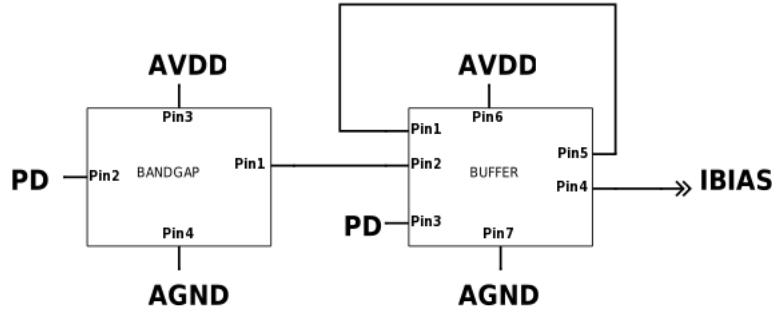 AVDD
Pin3
PD
Pin2
BANDGAP
Pin1
Pin4
AGND
AVDD
Pin6
Pin1
Pin2
BUFFER
Pin5
Pin4
IBIAS
PD
Pin3
Pin7
AGND